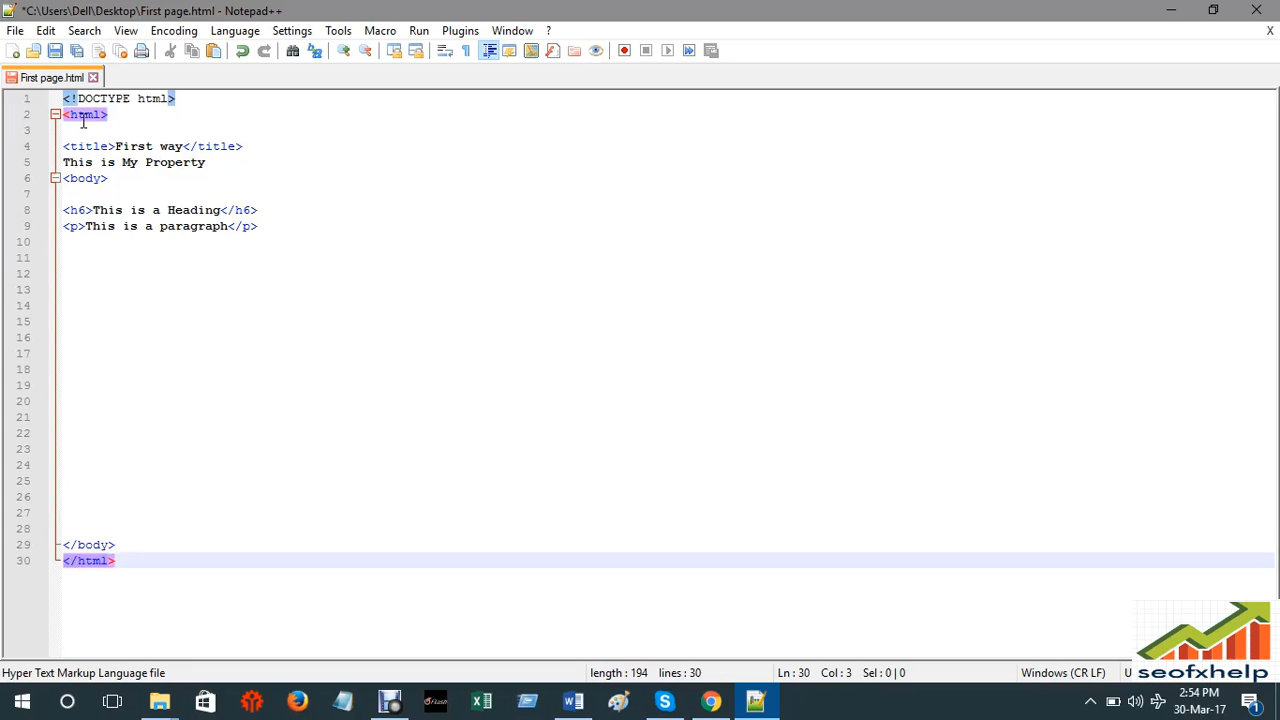 *C:\Users\Dell\Desktop\First page.html - Notepad++
File Edit Search View Encoding Language Settings Tools Macro Run Plugins Window ? X
First page.html
1 <!DOCTYPE html>
2 <html>
3
4 <title>First way</title>
5 This is My Property
6 <body>
7
8 <h6>This is a Heading</h6>
9 <p>This is a paragraph</p>
10
11
12
13
14
15
16
17
18
19
20
21
22
23
24
25
26
27
28
29 </body>
30 </html>
seofxhelp
Hyper Text Markup Language file length : 194 lines : 30 Ln : 30 Col : 3 Sel : 0 | 0 Windows (CR LF) U
2:54 PM
30-Mar-17
1